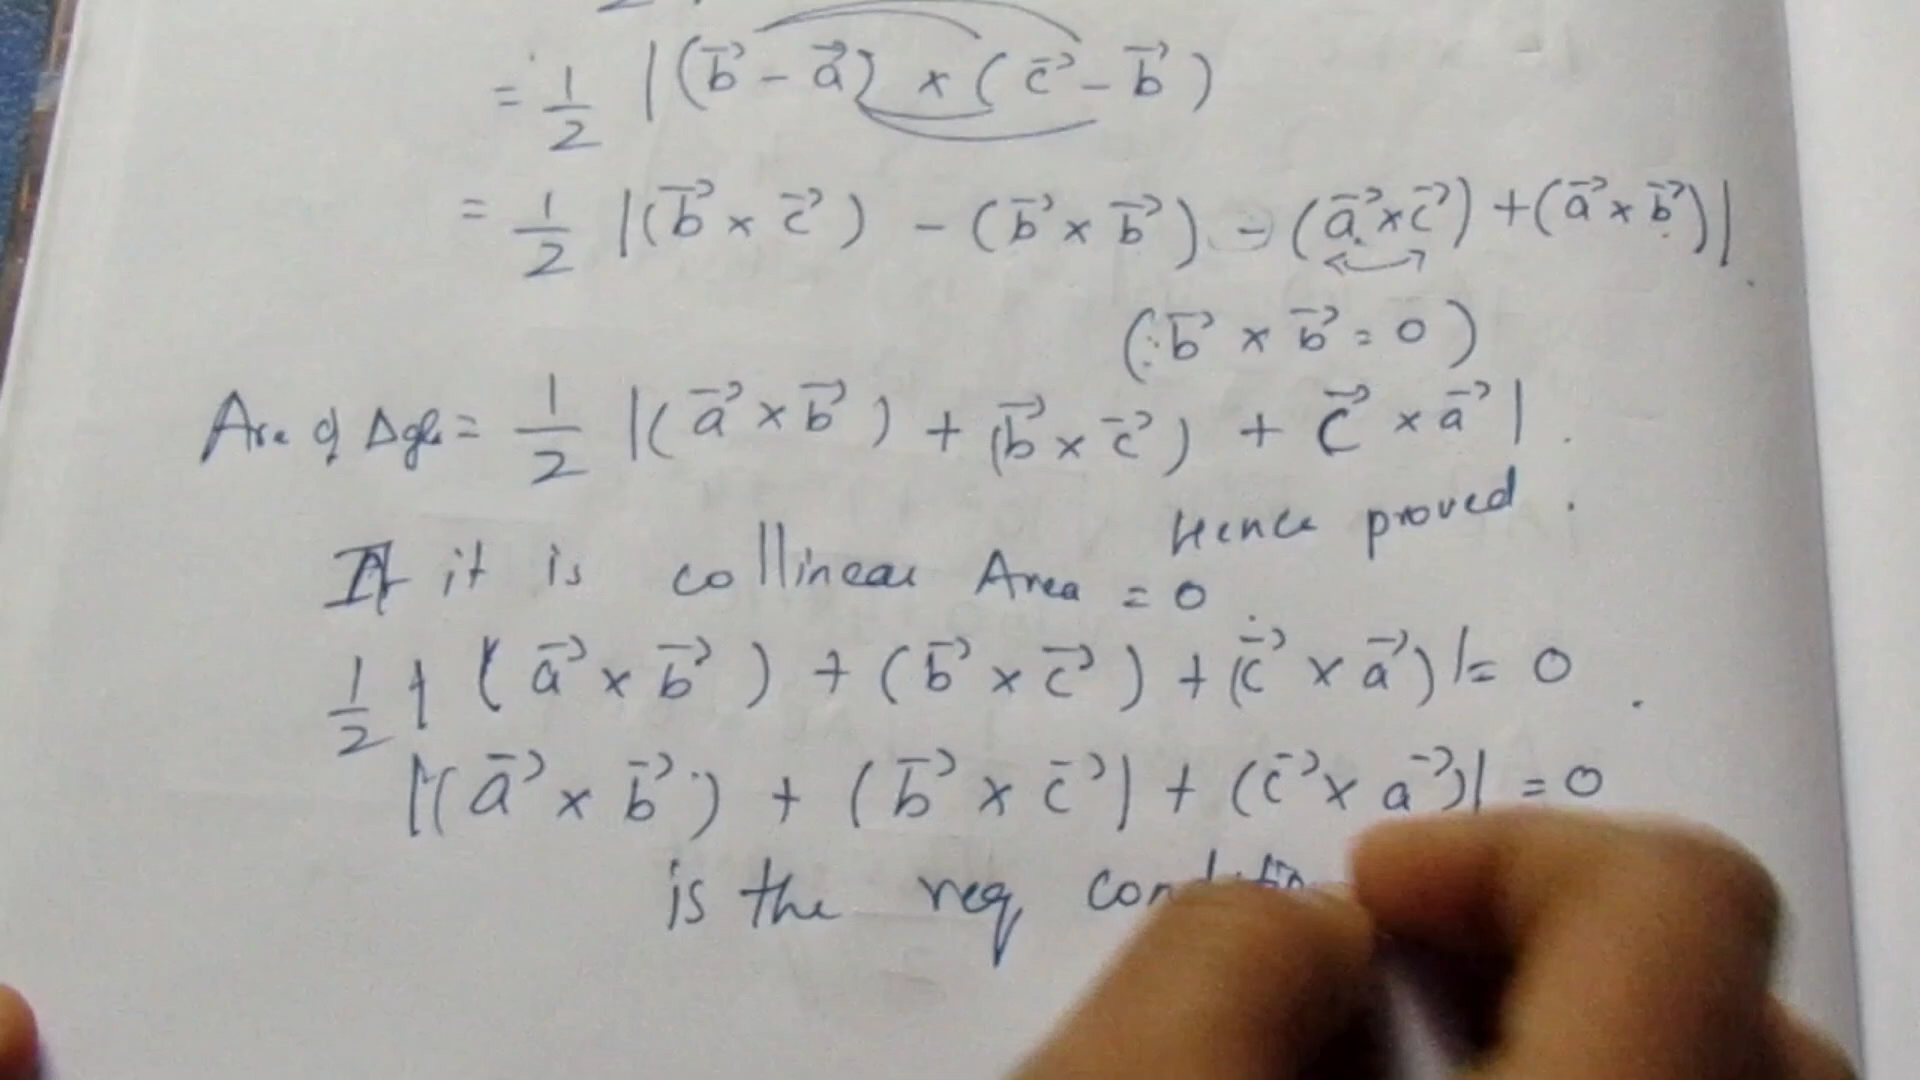 = 1/2 |(b⃗ - a⃗) × (c⃗ - b⃗)
= 1/2 |(b⃗ × c⃗) - (b⃗ × b⃗) - (a⃗ × c⃗) + (a⃗ × b⃗)|
(∵ b⃗ × b⃗ = 0)
Are of Δgle = 1/2 |(a⃗ × b⃗) + (b⃗ × c⃗) + c⃗ × a⃗|.
Hence proved.
If it is collinear Area = 0.
1/2 |(a⃗ × b⃗) + (b⃗ × c⃗) + (c⃗ × a⃗)| = 0.
|(a⃗ × b⃗) + (b⃗ × c⃗) + (c⃗ × a⃗)| = 0
is the req